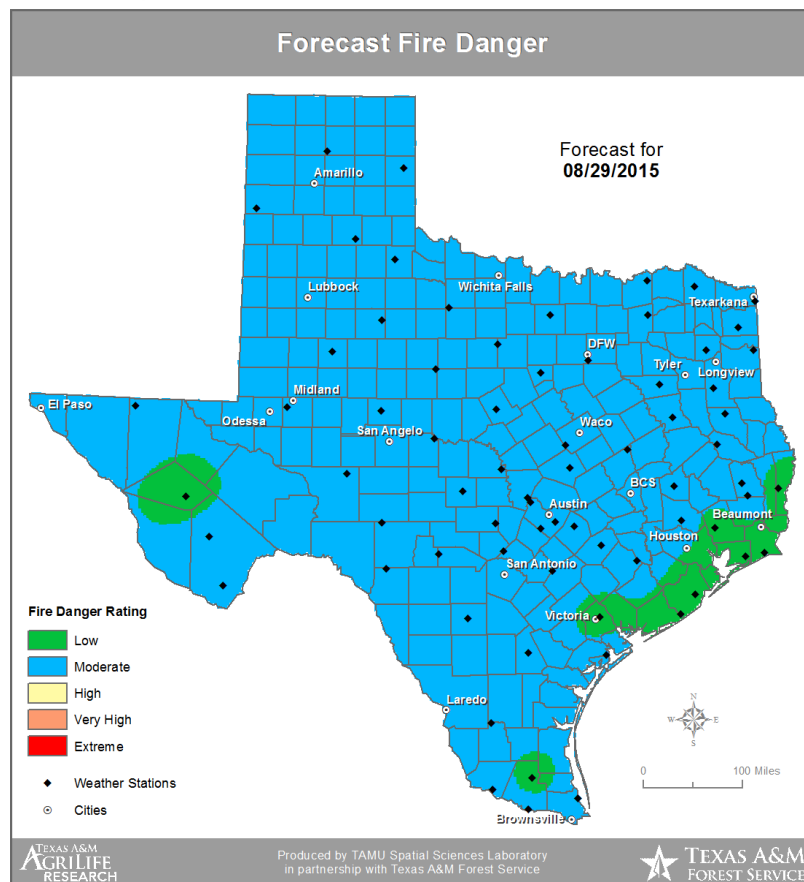 Forecast Fire Danger
Forecast for
08/29/2015
Amarillo
Lubbock
Wichita Falls
Texarkana
DFW
Tyler
Longview
El Paso
Midland
Odessa
San Angelo
Waco
BCS
Austin
Beaumont
Houston
San Antonio
Victoria
Laredo
Brownsville
Fire Danger Rating
Low
Moderate
High
Very High
Extreme
Weather Stations
Cities
N
W
E
S
0 100 Miles
TEXAS A&M
AGRILIFE
RESEARCH
Produced by TAMU Spatial Sciences Laboratory
in partnership with Texas A&M Forest Service
TEXAS A&M
FOREST SERVICE